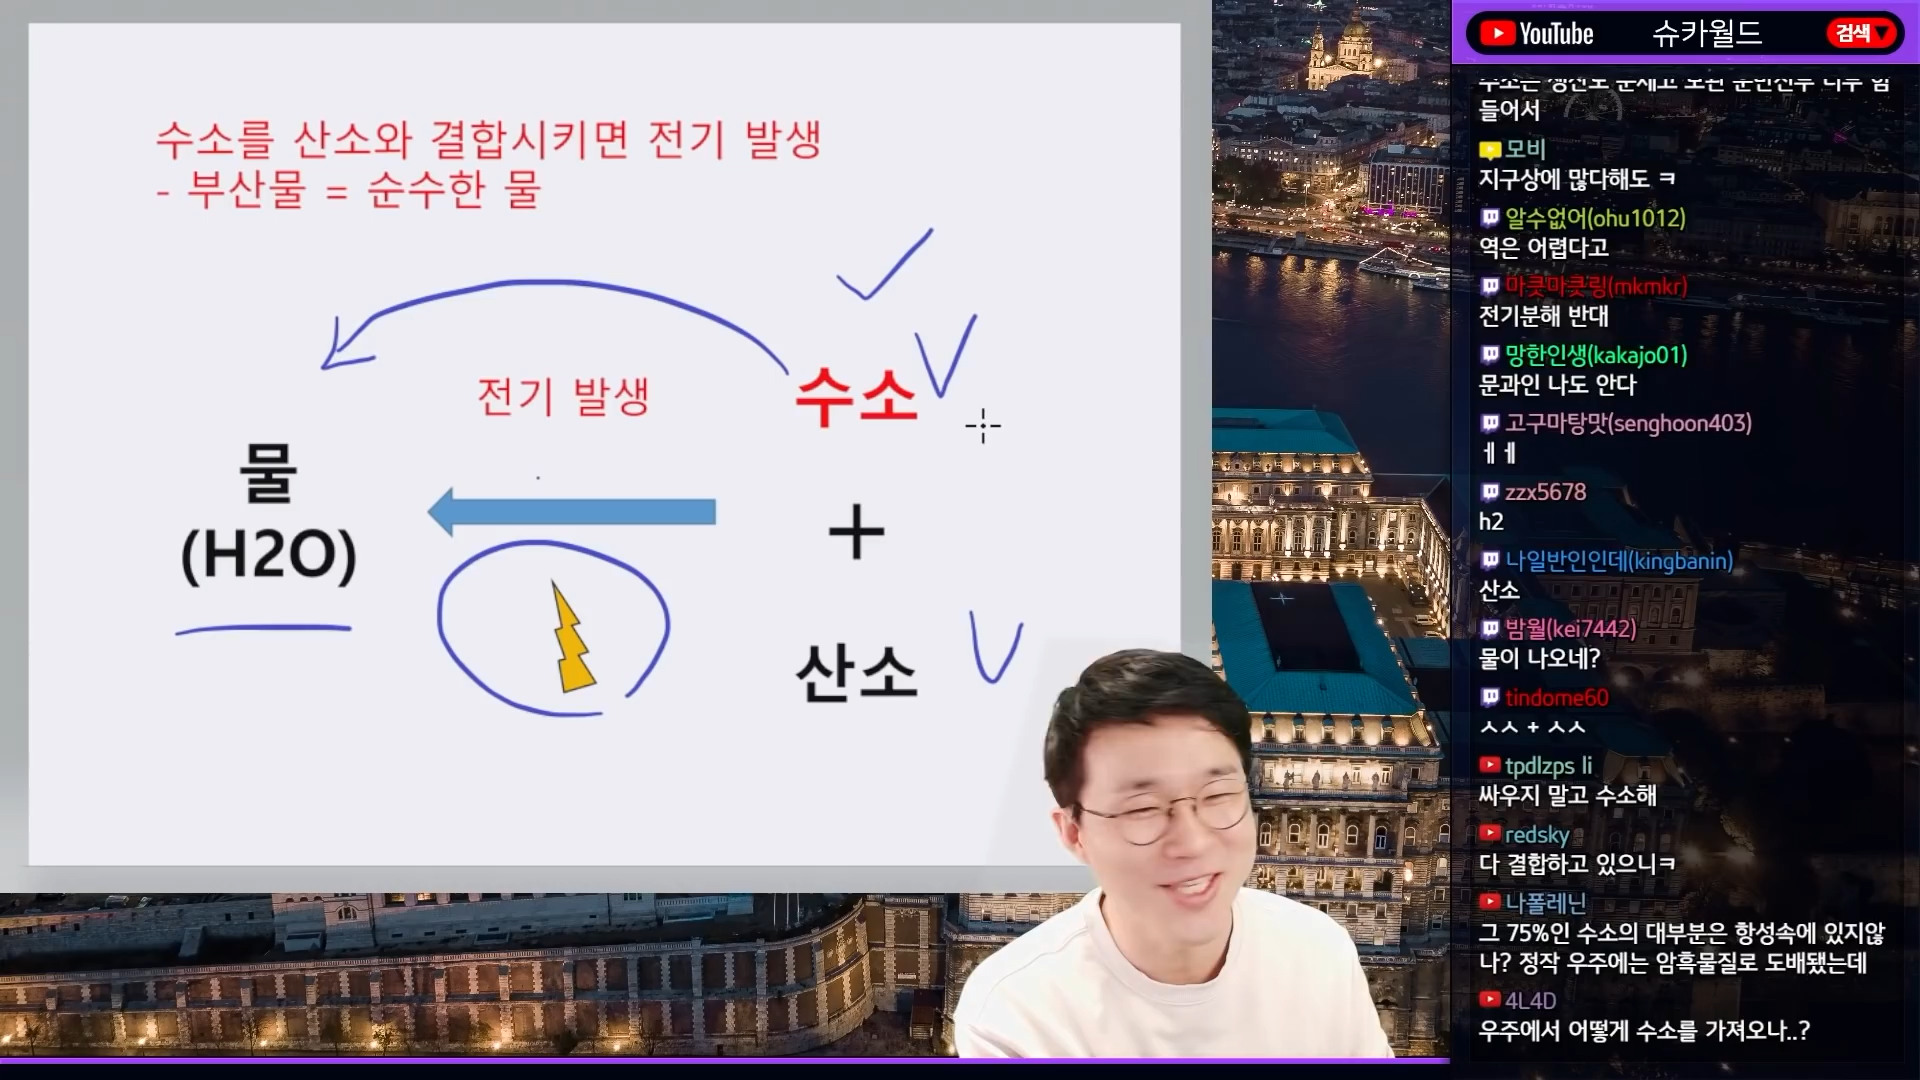 수소를 산소와 결합시키면 전기 발생
- 부산물 = 순수한 물
전기 발생
수소
물
(H2O)
+
산소
YouTube 슈카월드 검색▼
들어서
모비
지구상에 많다해도 ㅋ
알수없어(ohu1012)
역은 어렵다고
마큿마큿링(mkmkr)
전기분해 반대
망한인생(kakajo01)
문과인 나도 안다
고구마탕맛(senghoon403)
ㅔㅔ
zzx5678
h2
나일반인인데(kingbanin)
산소
밤월(kei7442)
물이 나오네?
tindome60
ㅅㅅ + ㅅㅅ
tpdlzps li
싸우지 말고 수소해
redsky
다 결합하고 있으니ㅋ
나폴레닌
그 75%인 수소의 대부분은 항성속에 있지않
나? 정작 우주에는 암흑물질로 도배됐는데
4L4D
우주에서 어떻게 수소를 가져오나..?